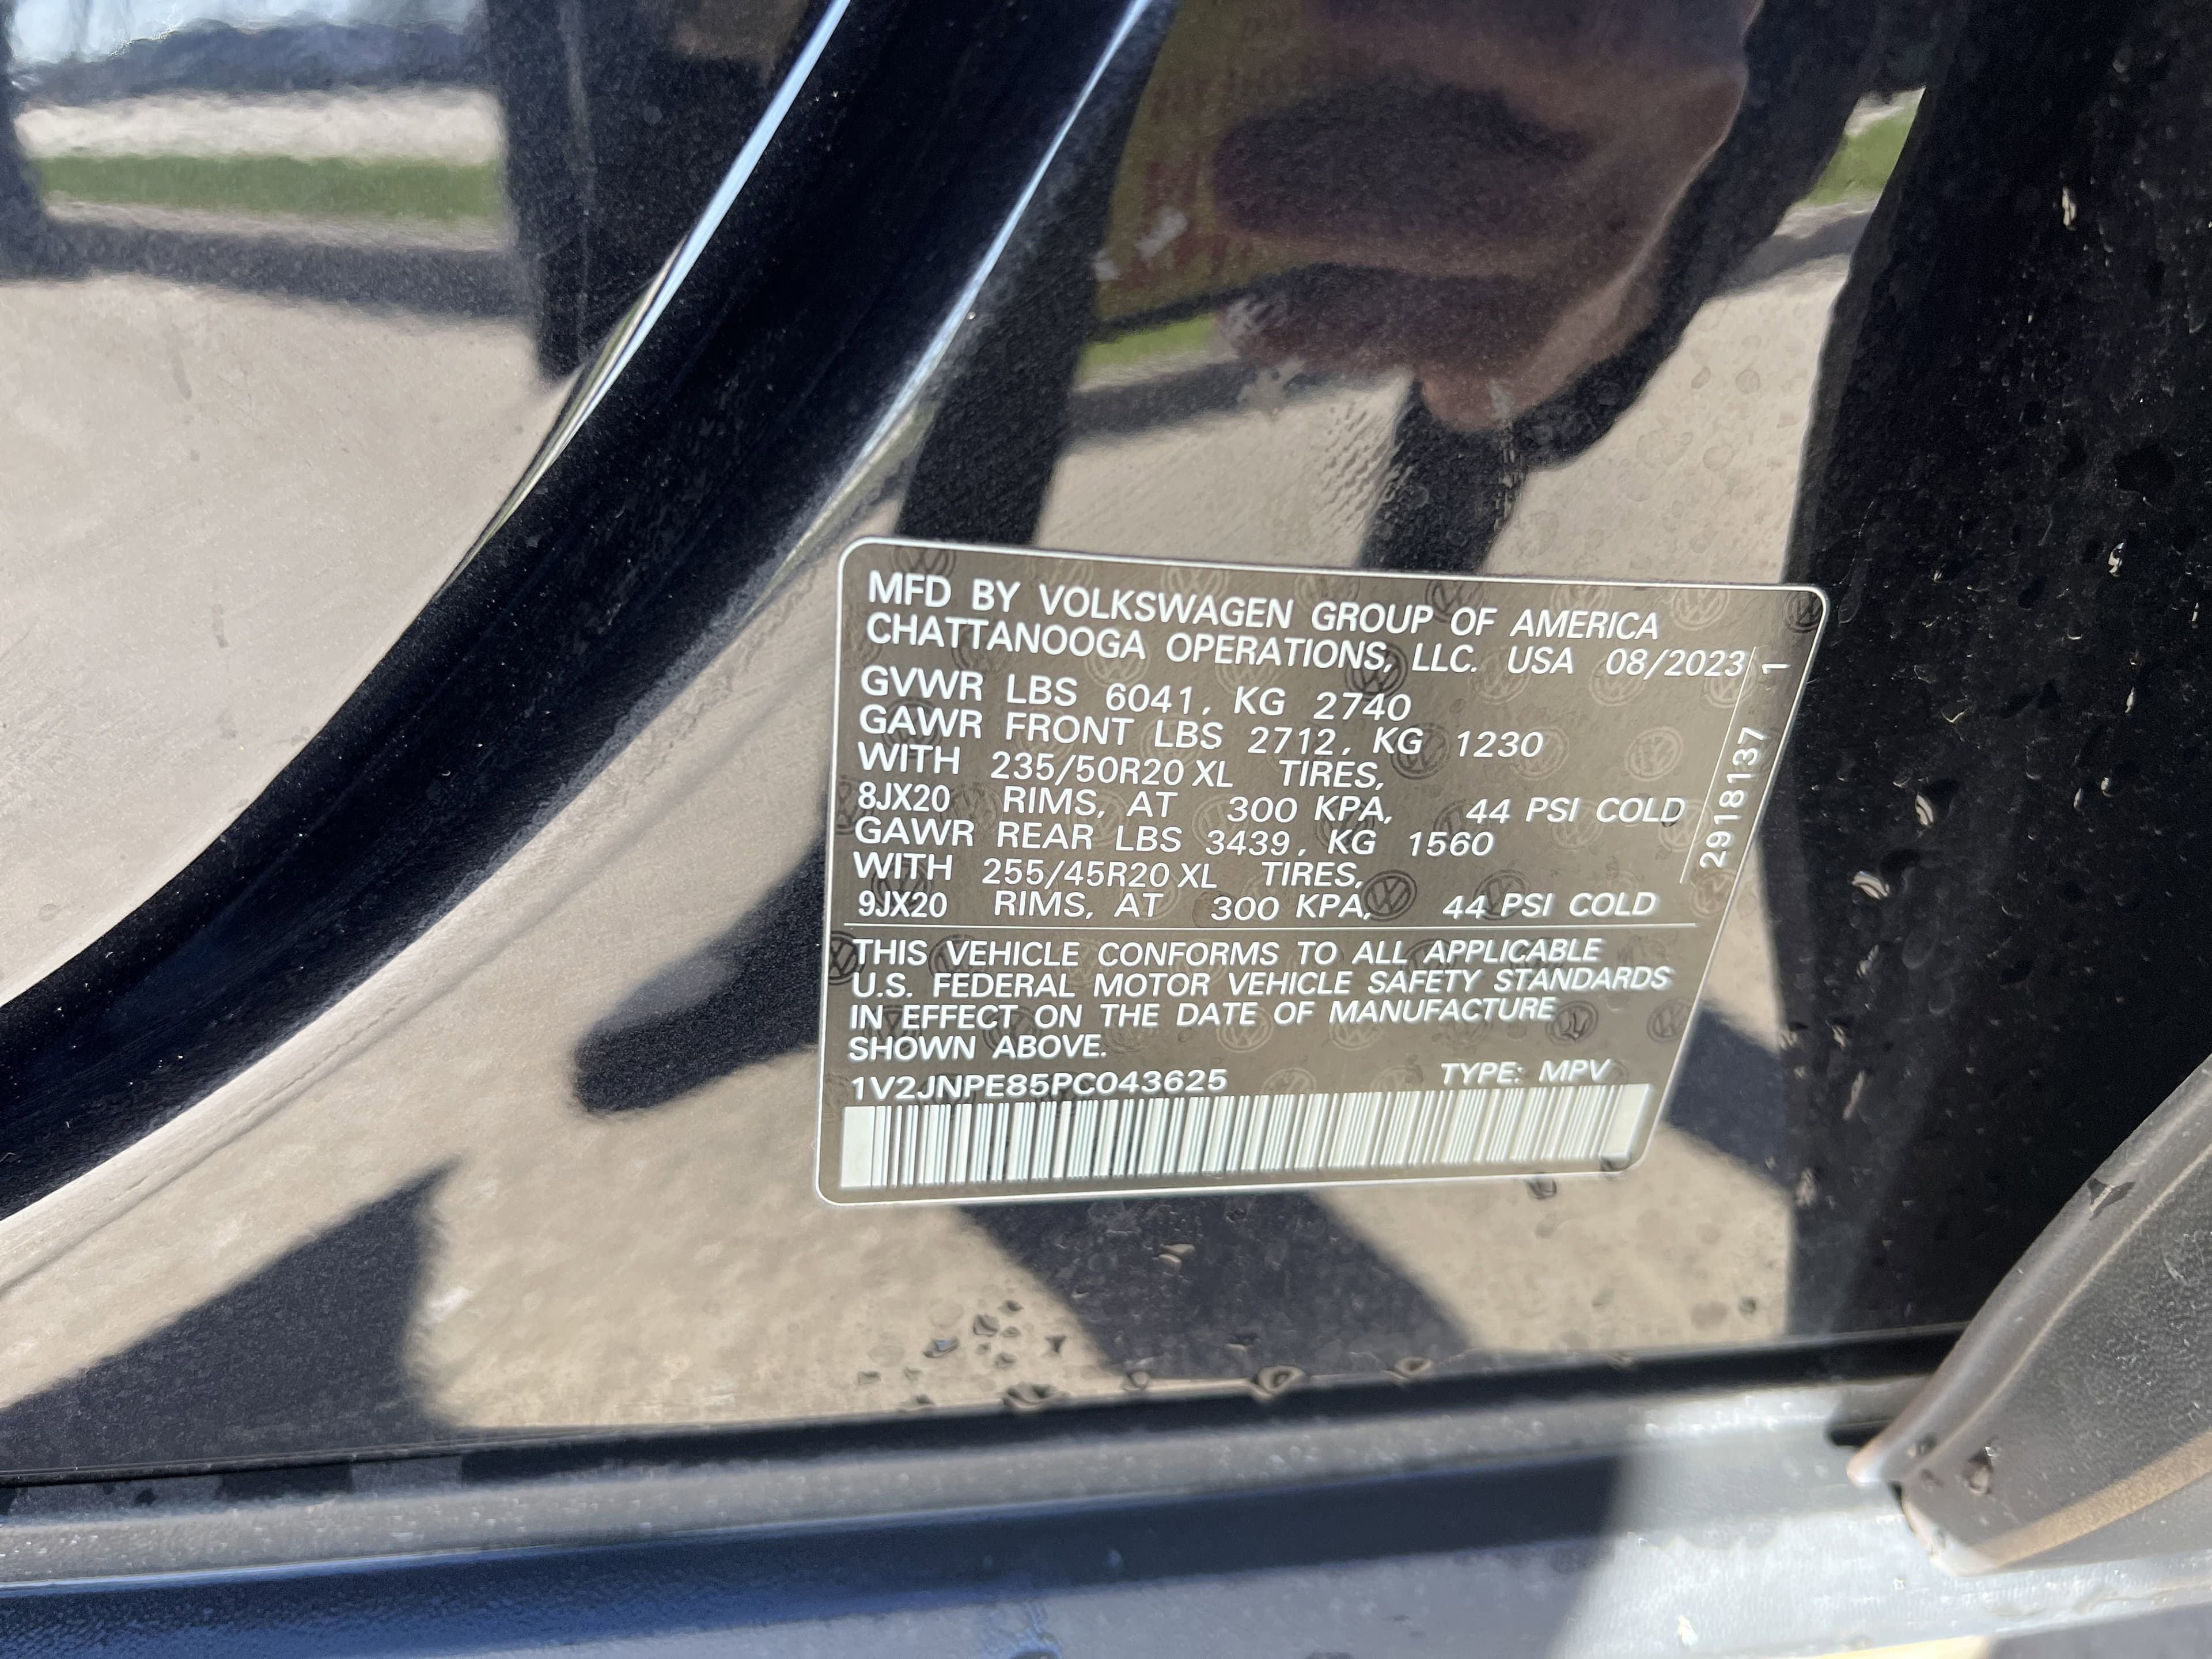 MFD BY VOLKSWAGEN GROUP OF AMERICA
CHATTANOOGA OPERATIONS, LLC. USA 08/2023
GVWR LBS 6041, KG 2740
GAWR FRONT LBS 2712, KG 1230
WITH 235/50R20 XL TIRES,
8JX20 RIMS, AT 300 KPA, 44 PSI COLD
GAWR REAR LBS 3439, KG 1560
WITH 255/45R20 XL TIRES,
9JX20 RIMS, AT 300 KPA, 44 PSI COLD
2918137 1
THIS VEHICLE CONFORMS TO ALL APPLICABLE
U.S. FEDERAL MOTOR VEHICLE SAFETY STANDARDS
IN EFFECT ON THE DATE OF MANUFACTURE
SHOWN ABOVE.
1V2JNPE85PC043625 TYPE: MPV